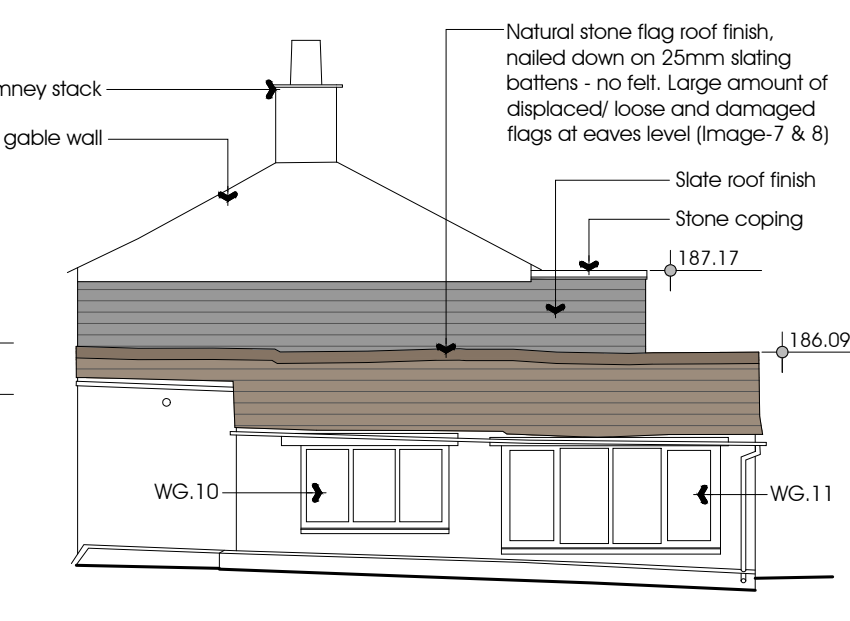 Natural stone flag roof finish,
nailed down on 25mm slating
battens - no felt. Large amount of
displaced/ loose and damaged
flags at eaves level (Image-7 & 8)
stack
gable wall
Slate roof finish
Stone coping
187.17
186.09
WG.10
WG.11